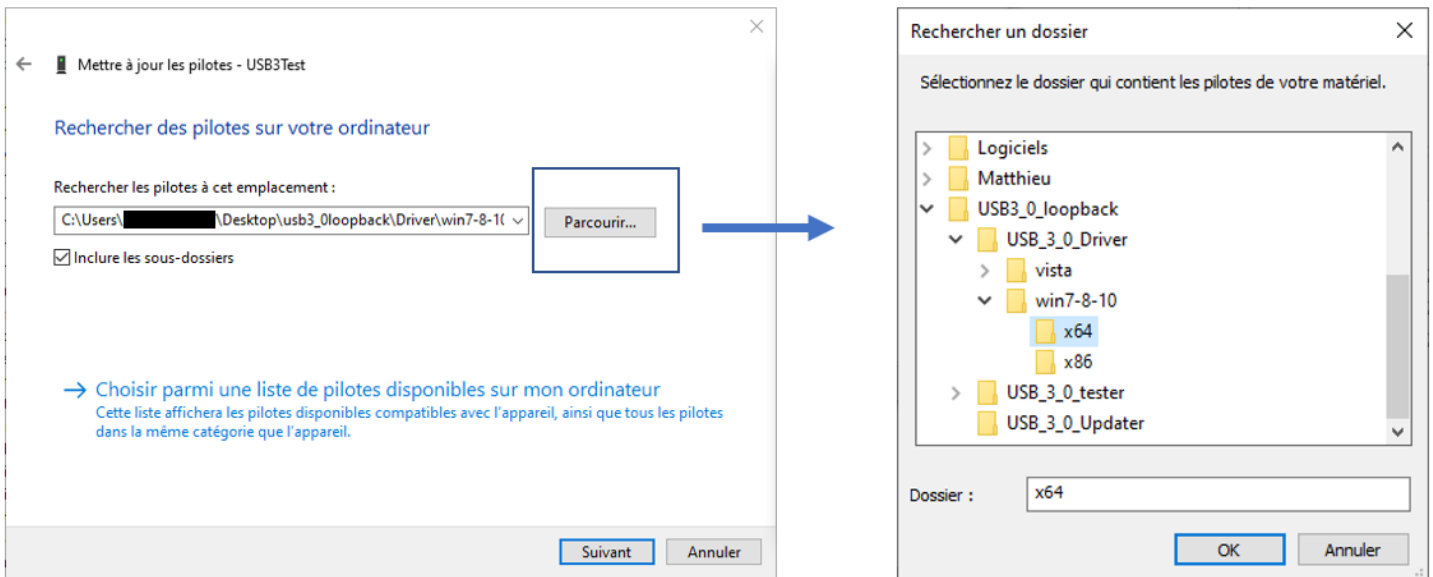 Mettre à jour les pilotes - USB3Test
Rechercher des pilotes sur votre ordinateur
Rechercher les pilotes à cet emplacement :
C:\Users\ \Desktop\usb3_0loopback\Driver\win7-8-1(
Parcourir...
Inclure les sous-dossiers
Choisir parmi une liste de pilotes disponibles sur mon ordinateur
Cette liste affichera les pilotes disponibles compatibles avec l'appareil, ainsi que tous les pilotes
dans la même catégorie que l'appareil.
Suivant
Annuler
Rechercher un dossier
Sélectionnez le dossier qui contient les pilotes de votre matériel.
Logiciels
Matthieu
USB3_0_loopback
USB_3_0_Driver
vista
win7-8-10
x64
x86
USB_3_0_tester
USB_3_0_Updater
Dossier :
x64
OK
Annuler